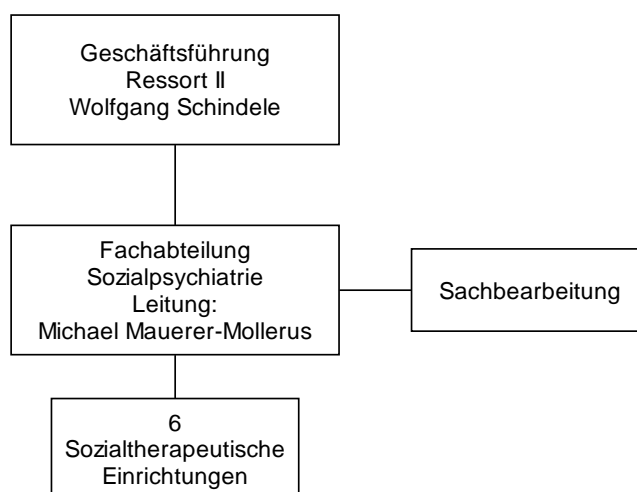 Geschäftsführung
Ressort II
Wolfgang Schindele
Fachabteilung
Sozialpsychiatrie
Leitung:
Michael Mauerer-Mollerus
Sachbearbeitung
6
Sozialtherapeutische
Einrichtungen